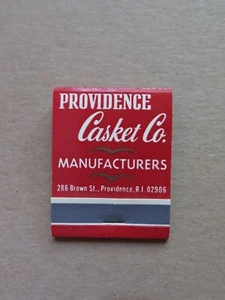 PROVIDENCE
Casket Co.
MANUFACTURERS
286 Brown St., Providence, R.I. 02906